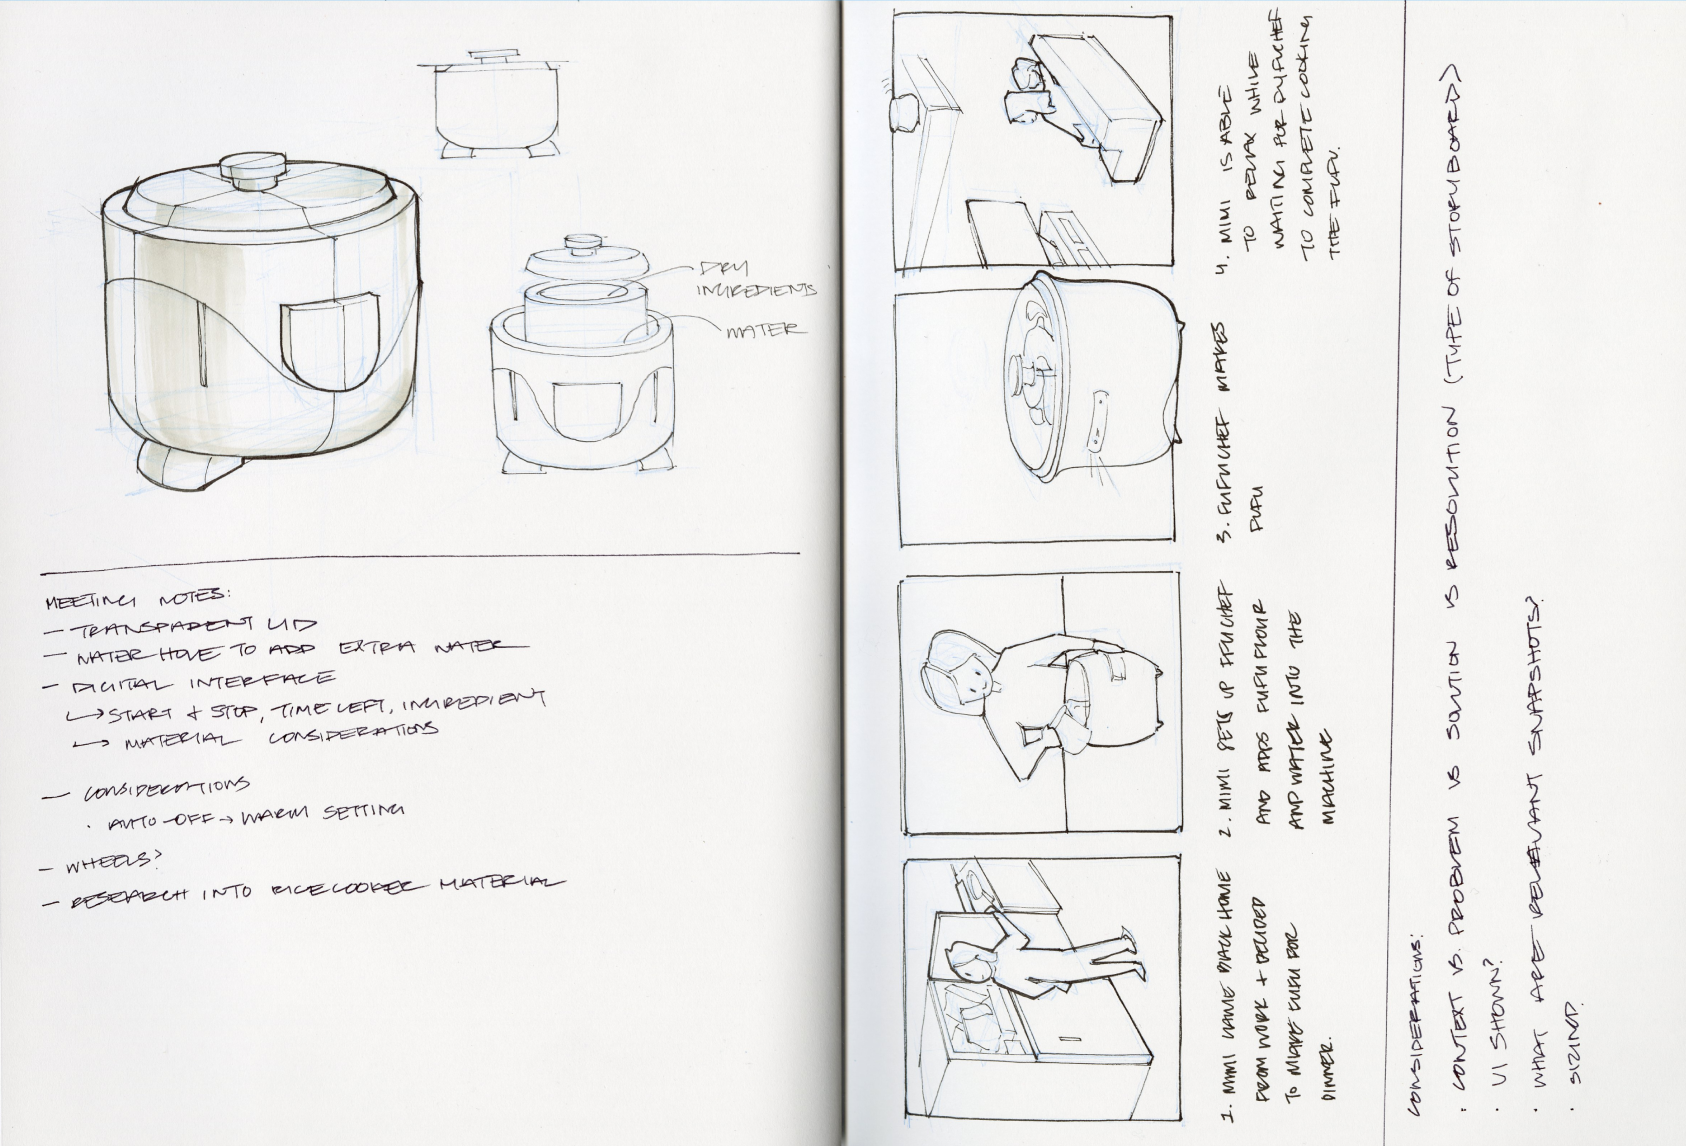 DRY
INGREDIENTS
WATER
MEETING NOTES:
— TRANSPARENT LID
— WATER HOLE TO ADD EXTRA WATER
— DIGITAL INTERFACE
↳ START + STOP, TIME LEFT, INGREDIENT
↳ MATERIAL CONSIDERATIONS
— CONSIDERATIONS
· AUTO-OFF → WARM SETTING
— WHEELS?
— RESEARCH INTO RICE COOKER MATERIAL
1. MIMI CAME BACK HOME
FROM WORK + DECIDED
TO MAKE FUFU FOR
DINNER.
2. MIMI SETS UP FFUCHEF
AND ADDS FUFU FLOUR
AND WATER INTO THE
MACHINE
3. FUFUCHEF MAKES
FUFU
4. MIMI IS ABLE
TO RELAX WHILE
WAITING FOR FUFUCHEF
TO COMPLETE COOKING
THE FUFU.
CONSIDERATIONS:
· CONTEXT VS. PROBLEM VS SOLUTION VS RESOLUTION (TYPE OF STORYBOARD)
· UI SHOWN?
· WHAT ARE RELEVANT SNAPSHOTS?
· SIZING?